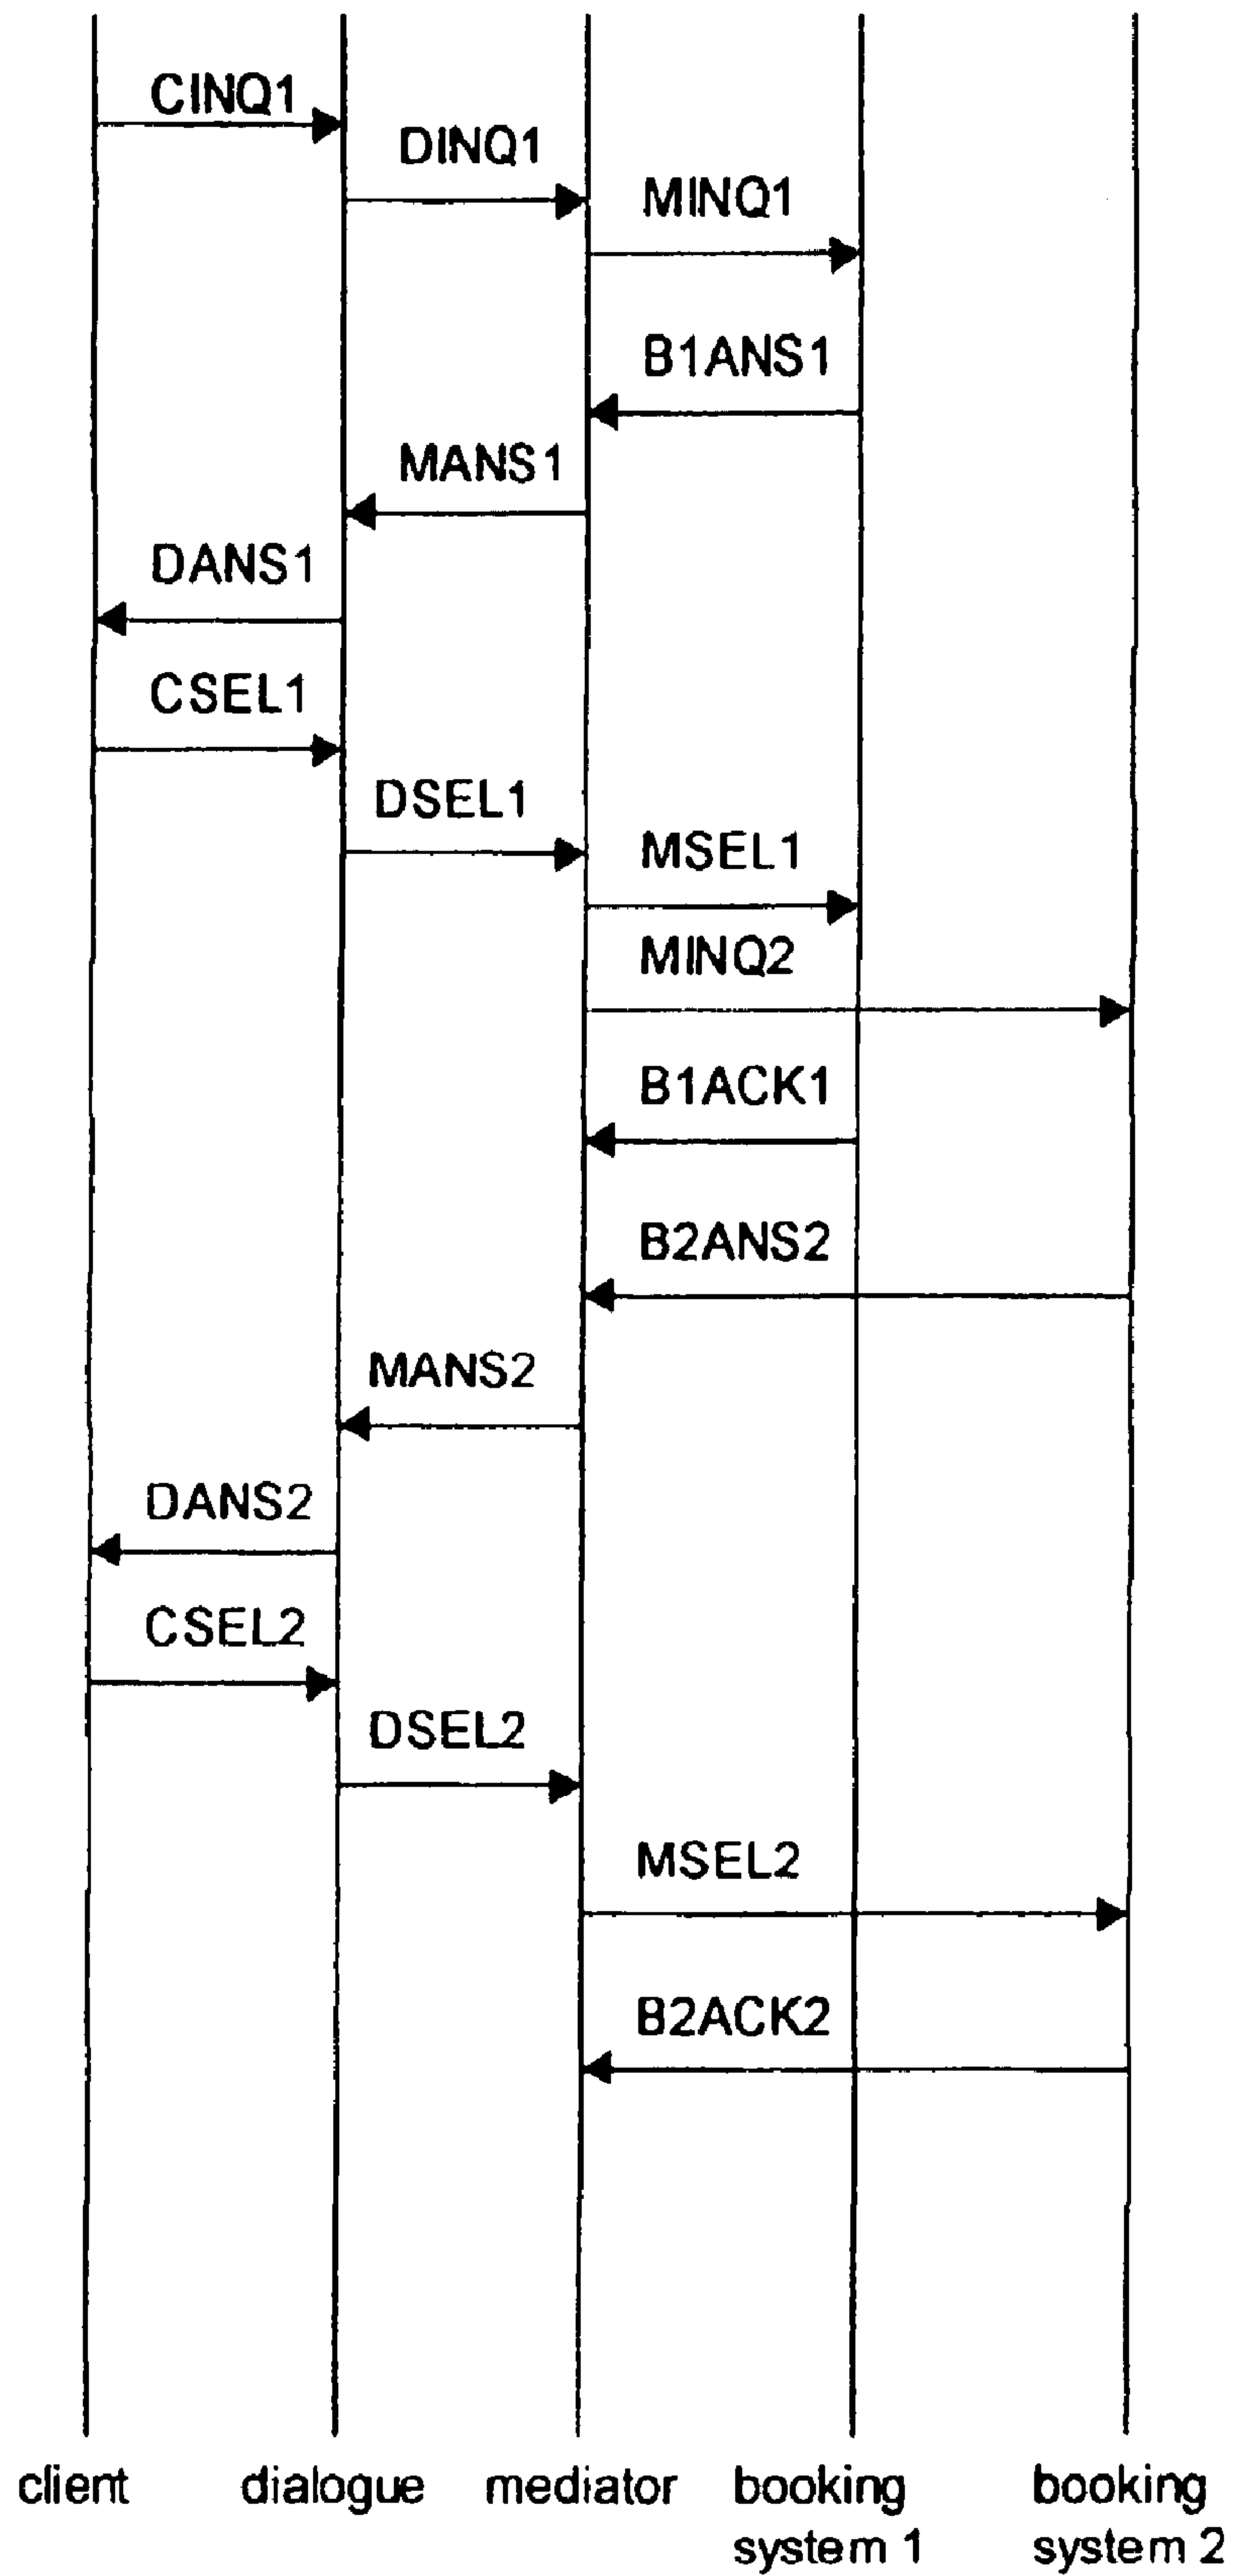 CINQ1
DINQ1
MINQ1
B1ANS1
MANS1
DANS1
CSEL1
DSEL1
MSEL1
MINQ2
B1ACK1
B2ANS2
MANS2
DANS2
CSEL2
DSEL2
MSEL2
B2ACK2
client dialogue mediator booking booking
system 1 system 2